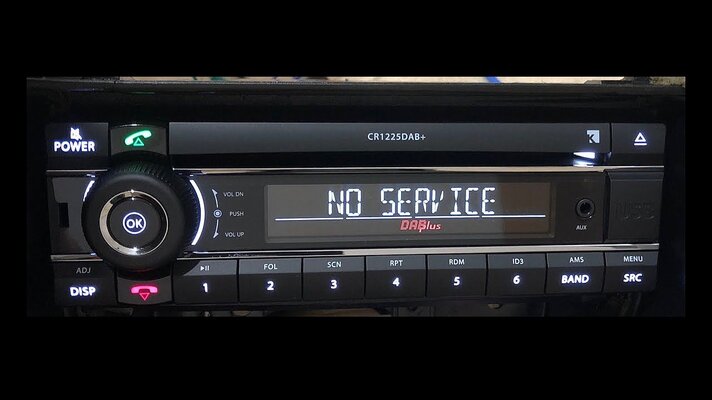 CR1225DAB+
POWER
K
VOL DN
PUSH
VOL UP
OK
NO SERVICE
DABplus
AUX
USB
ADJ
FOL
SCN
RPT
RDM
ID3
AMS
MENU
DISP
1
2
3
4
5
6
BAND
SRC